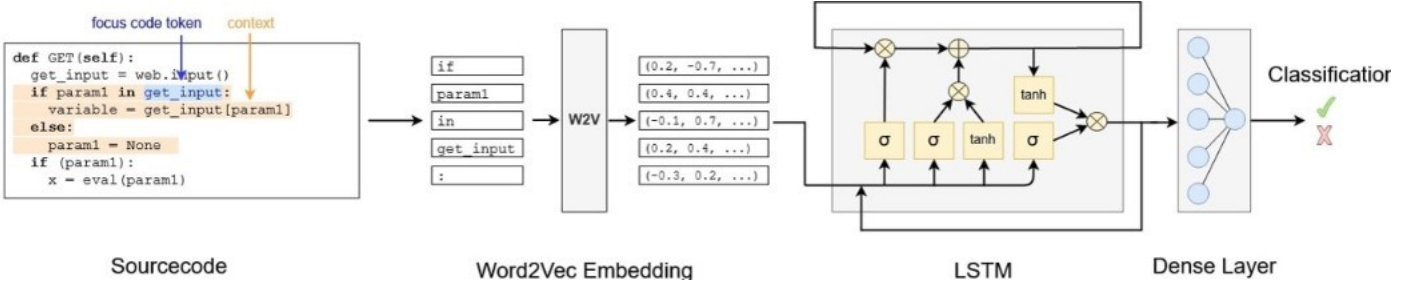 focus code token
context
def GET(self):
get_input = web.input()
if param1 in get_input:
variable = get_input[param1]
else:
param1 = None
if (param1):
x = eval(param1)
if
param1
in
get_input
:
W2V
(0.2, -0.7, ...)
(0.4, 0.4, ...)
(-0.1, 0.7, ...)
(0.2, 0.4, ...)
(-0.3, 0.2, ...)
tanh
σ
σ
tanh
σ
Classification
Sourcecode
Word2Vec Embedding
LSTM
Dense Layer